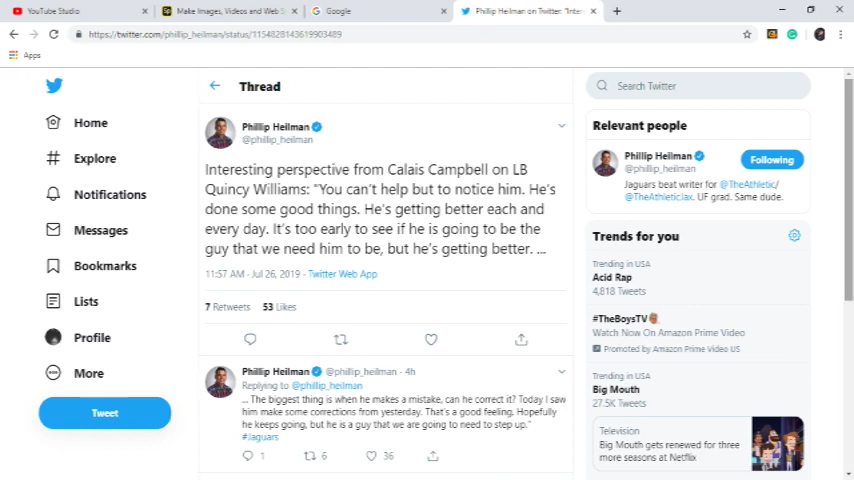 YouTube Studio
Make Images, Videos and Web S
Google
Phillip Heilman on Twitter: "Inter
https://twitter.com/phillip_heilman/status/1154828143619903489
Apps
Home
Explore
Notifications
Messages
Bookmarks
Lists
Profile
More
Tweet
Thread
Phillip Heilman
@phillip_heilman
Interesting perspective from Calais Campbell on LB
Quincy Williams: "You can't help but to notice him. He's
done some good things. He's getting better each and
every day. It's too early to see if he is going to be the
guy that we need him to be, but he's getting better. ...
11:57 AM · Jul 26, 2019 · Twitter Web App
7 Retweets 53 Likes
Phillip Heilman @phillip_heilman · 4h
Replying to @phillip_heilman
... The biggest thing is when he makes a mistake, can he correct it? Today I saw
him make some corrections from yesterday. That's a good feeling. Hopefully
he keeps going, but he is a guy that we are going to need to step up."
#Jaguars
1 6 36
Search Twitter
Relevant people
Phillip Heilman
@phillip_heilman
Following
Jaguars beat writer for @TheAthletic/
@TheAthleticJax. UF grad. Same dude.
Trends for you
Trending in USA
Acid Rap
4,818 Tweets
#TheBoysTV
Watch Now On Amazon Prime Video
Promoted by Amazon Prime Video US
Trending in USA
Big Mouth
27.5K Tweets
Television
Big Mouth gets renewed for three
more seasons at Netflix